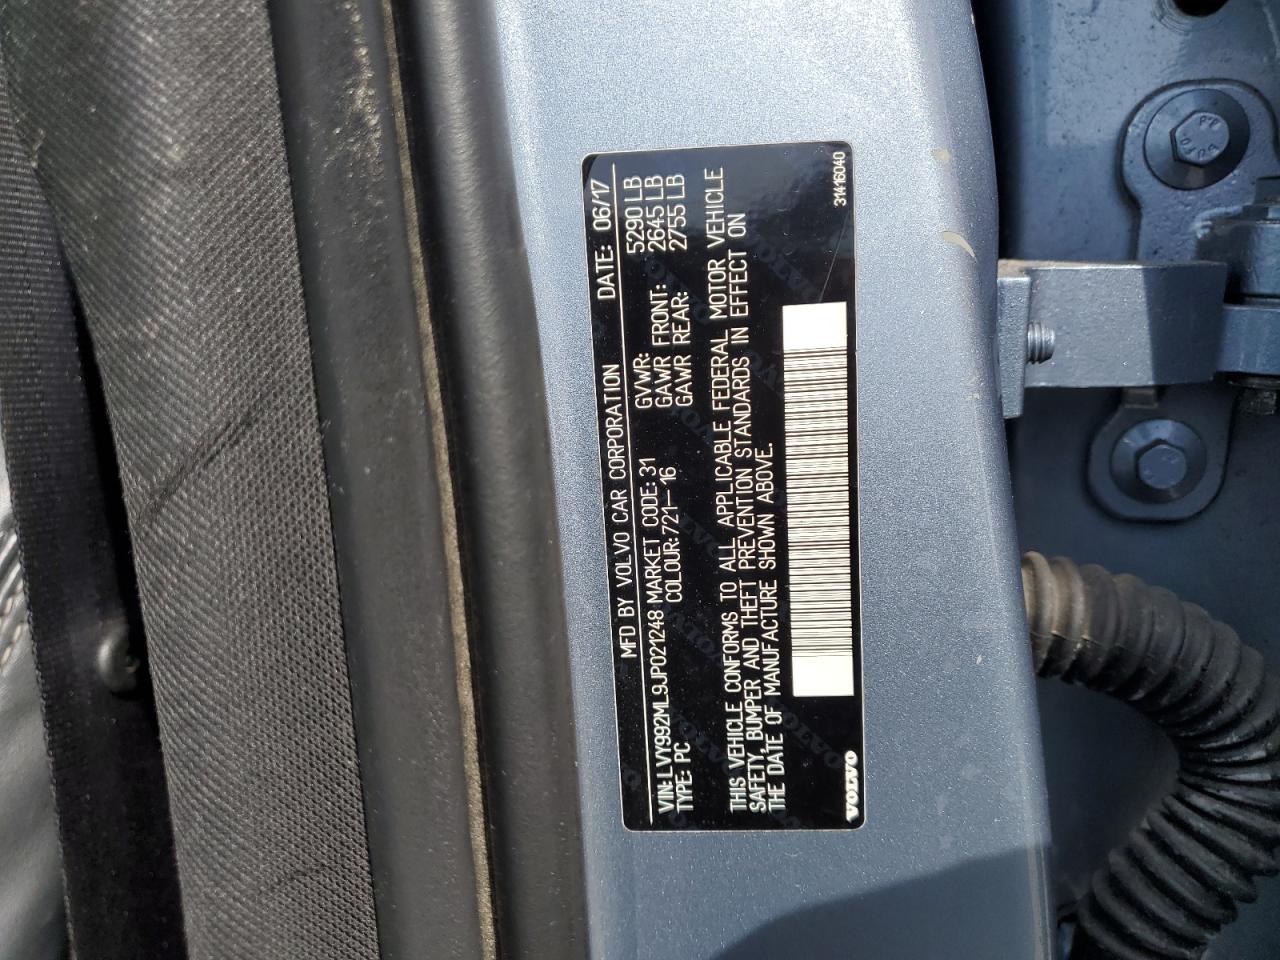 MFD BY VOLVO CAR CORPORATION DATE: 06/17
VIN: LVY992ML9JP021248 MARKET CODE: 31 GVWR: 5290 LB
TYPE: PC COLOUR: 721-16 GAWR FRONT: 2645 LB
GAWR REAR: 2755 LB
THIS VEHICLE CONFORMS TO ALL APPLICABLE FEDERAL MOTOR VEHICLE
SAFETY, BUMPER AND THEFT PREVENTION STANDARDS IN EFFECT ON
THE DATE OF MANUFACTURE SHOWN ABOVE.
VOLVO 31416040